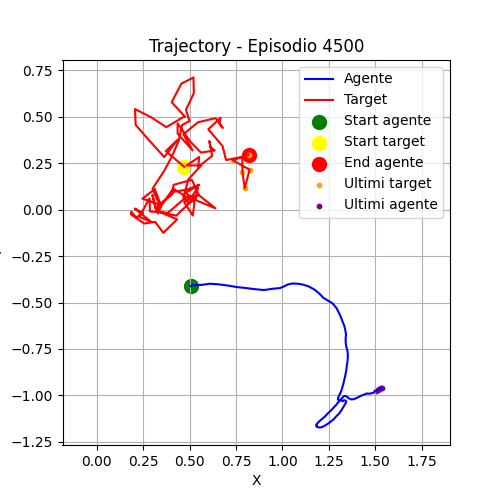 Trajectory - Episodio 4500
Agente
Target
Start agente
Start target
End agente
Ultimi target
Ultimi agente
0.75
0.50
0.25
0.00
−0.25
−0.50
−0.75
−1.00
−1.25
0.00 0.25 0.50 0.75 1.00 1.25 1.50 1.75
X